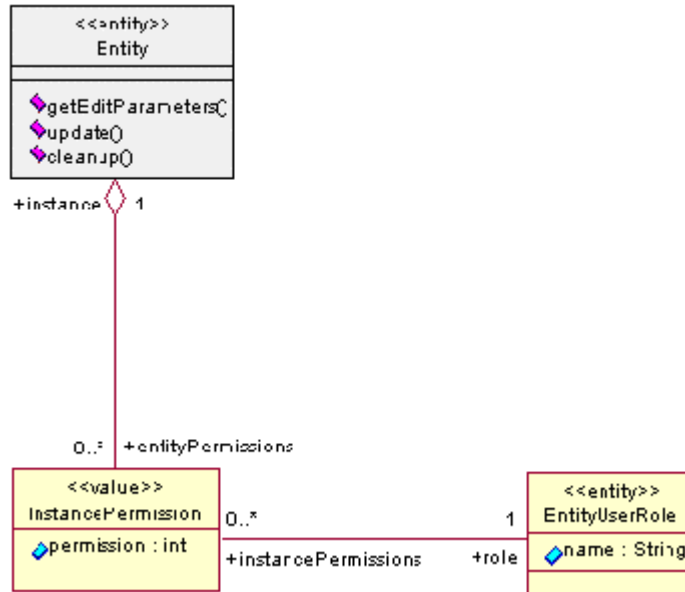 <<entity>>
Entity
getEditParameters()
update()
cleanup()
+instance 1
0..* +entityPermissions
<<value>>
InstancePermission
permission : int
0..* 1
+instancePermissions +role
<<entity>>
EntityUserRole
name : String